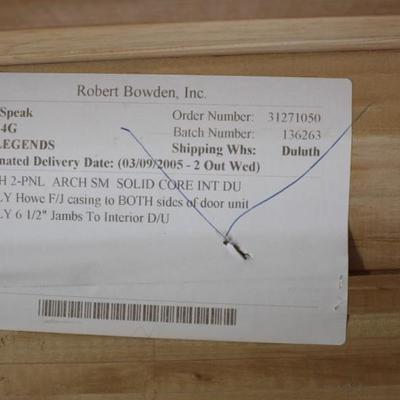 Robert Bowden, Inc.
Speak Order Number: 31271050
4G Batch Number: 136263
LEGENDS Shipping Whs: Duluth
nated Delivery Date: (03/09/2005 - 2 Out Wed)
H 2-PNL ARCH SM SOLID CORE INT DU
LY Howe F/J casing to BOTH sides of door unit
LY 6 1/2" Jambs To Interior D/U